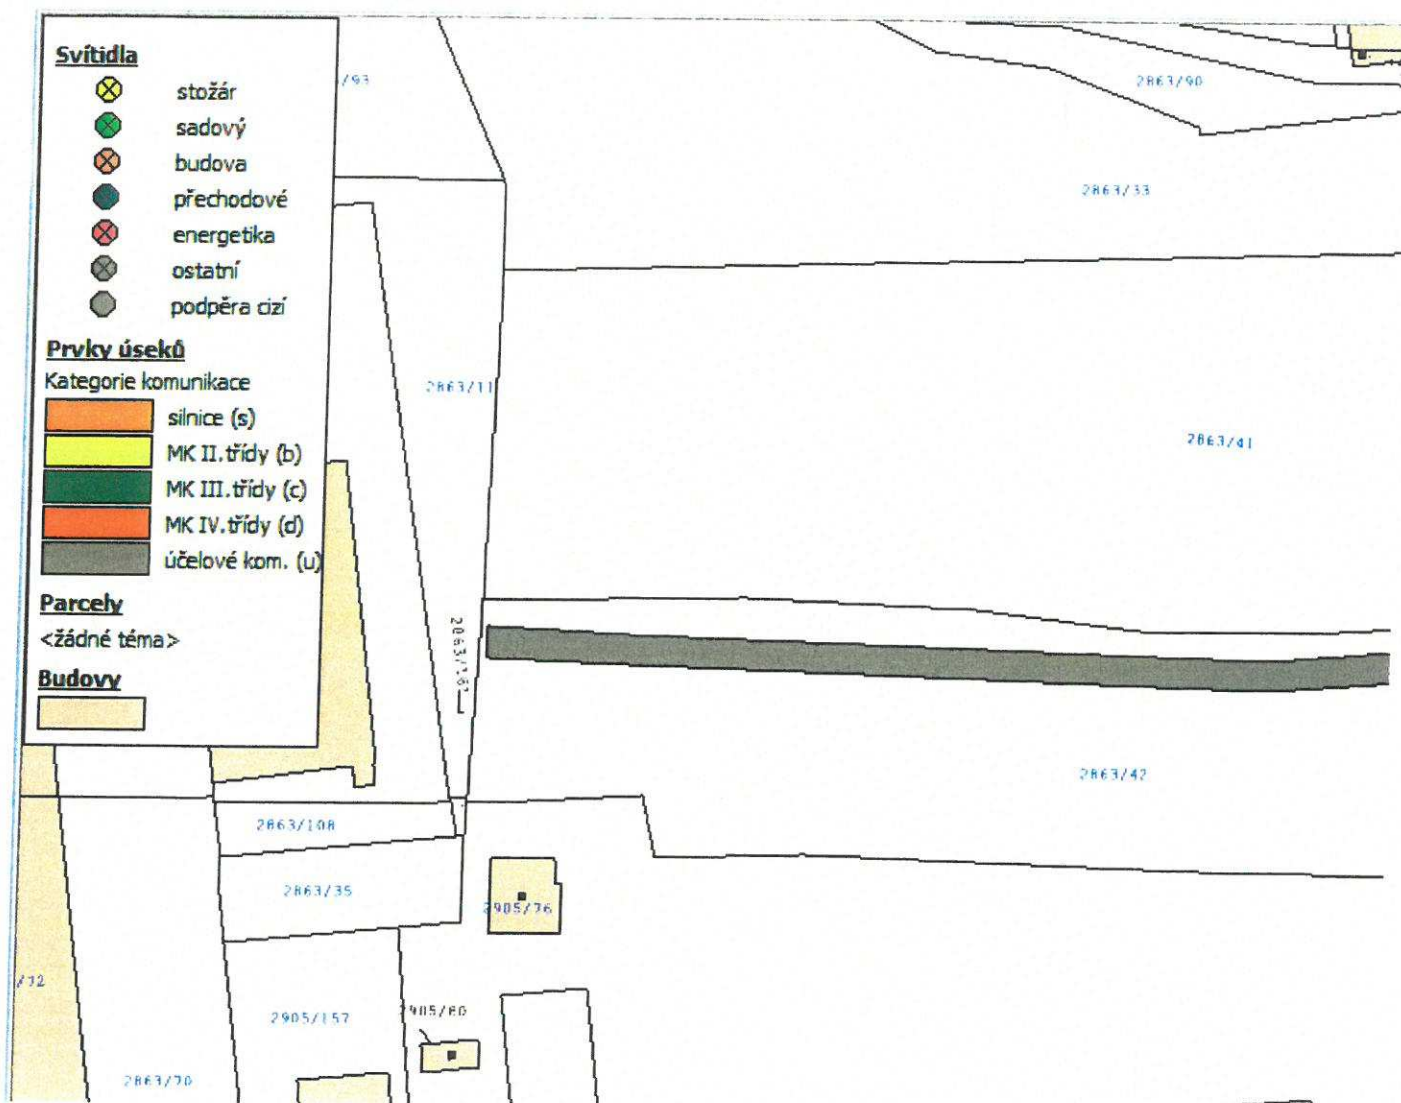 Svítidla
stožár
sadový
budova
přechodové
energetika
ostatní
podpěra cizí
Prvky úseků
Kategorie komunikace
silnice (s)
MK II.třídy (b)
MK III.třídy (c)
MK IV.třídy (d)
účelové kom. (u)
Parcely
<žádné téma>
Budovy
/93
2863/90
2863/33
2863/11
2863/41
2863/42
2863/108
2863/35
2905/76
2905/157
2863/70